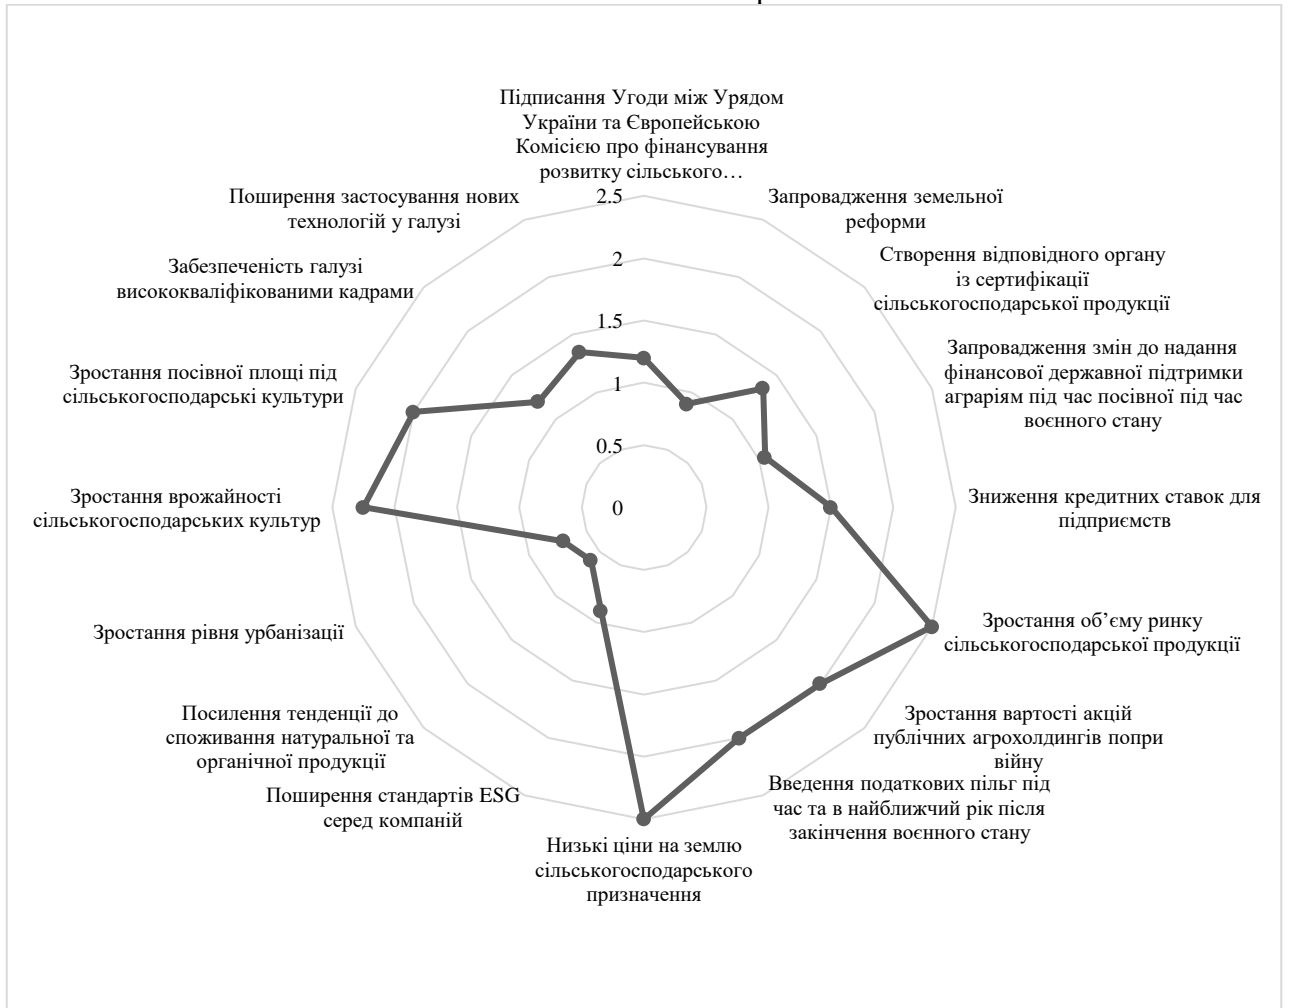 Підписання Угоди між Урядом
України та Європейською
Комісією про фінансування
розвитку сільського…
Запровадження земельної
реформи
Створення відповідного органу
із сертифікації
сільськогосподарської продукції
Запровадження змін до надання
фінансової державної підтримки
аграріям під час посівної під час
воєнного стану
Зниження кредитних ставок для
підприємств
Зростання об’єму ринку
сільськогосподарської продукції
Зростання вартості акцій
публічних агрохолдингів попри
війну
Введення податкових пільг під
час та в найближчий рік після
закінчення воєнного стану
Низькі ціни на землю
сільськогосподарського
призначення
Поширення стандартів ESG
серед компаній
Посилення тенденції до
споживання натуральної та
органічної продукції
Зростання рівня урбанізації
Зростання врожайності
сільськогосподарських культур
Зростання посівної площі під
сільськогосподарські культури
Забезпеченість галузі
висококваліфікованими кадрами
Поширення застосування нових
технологій у галузі
2.5
2
1.5
1
0.5
0